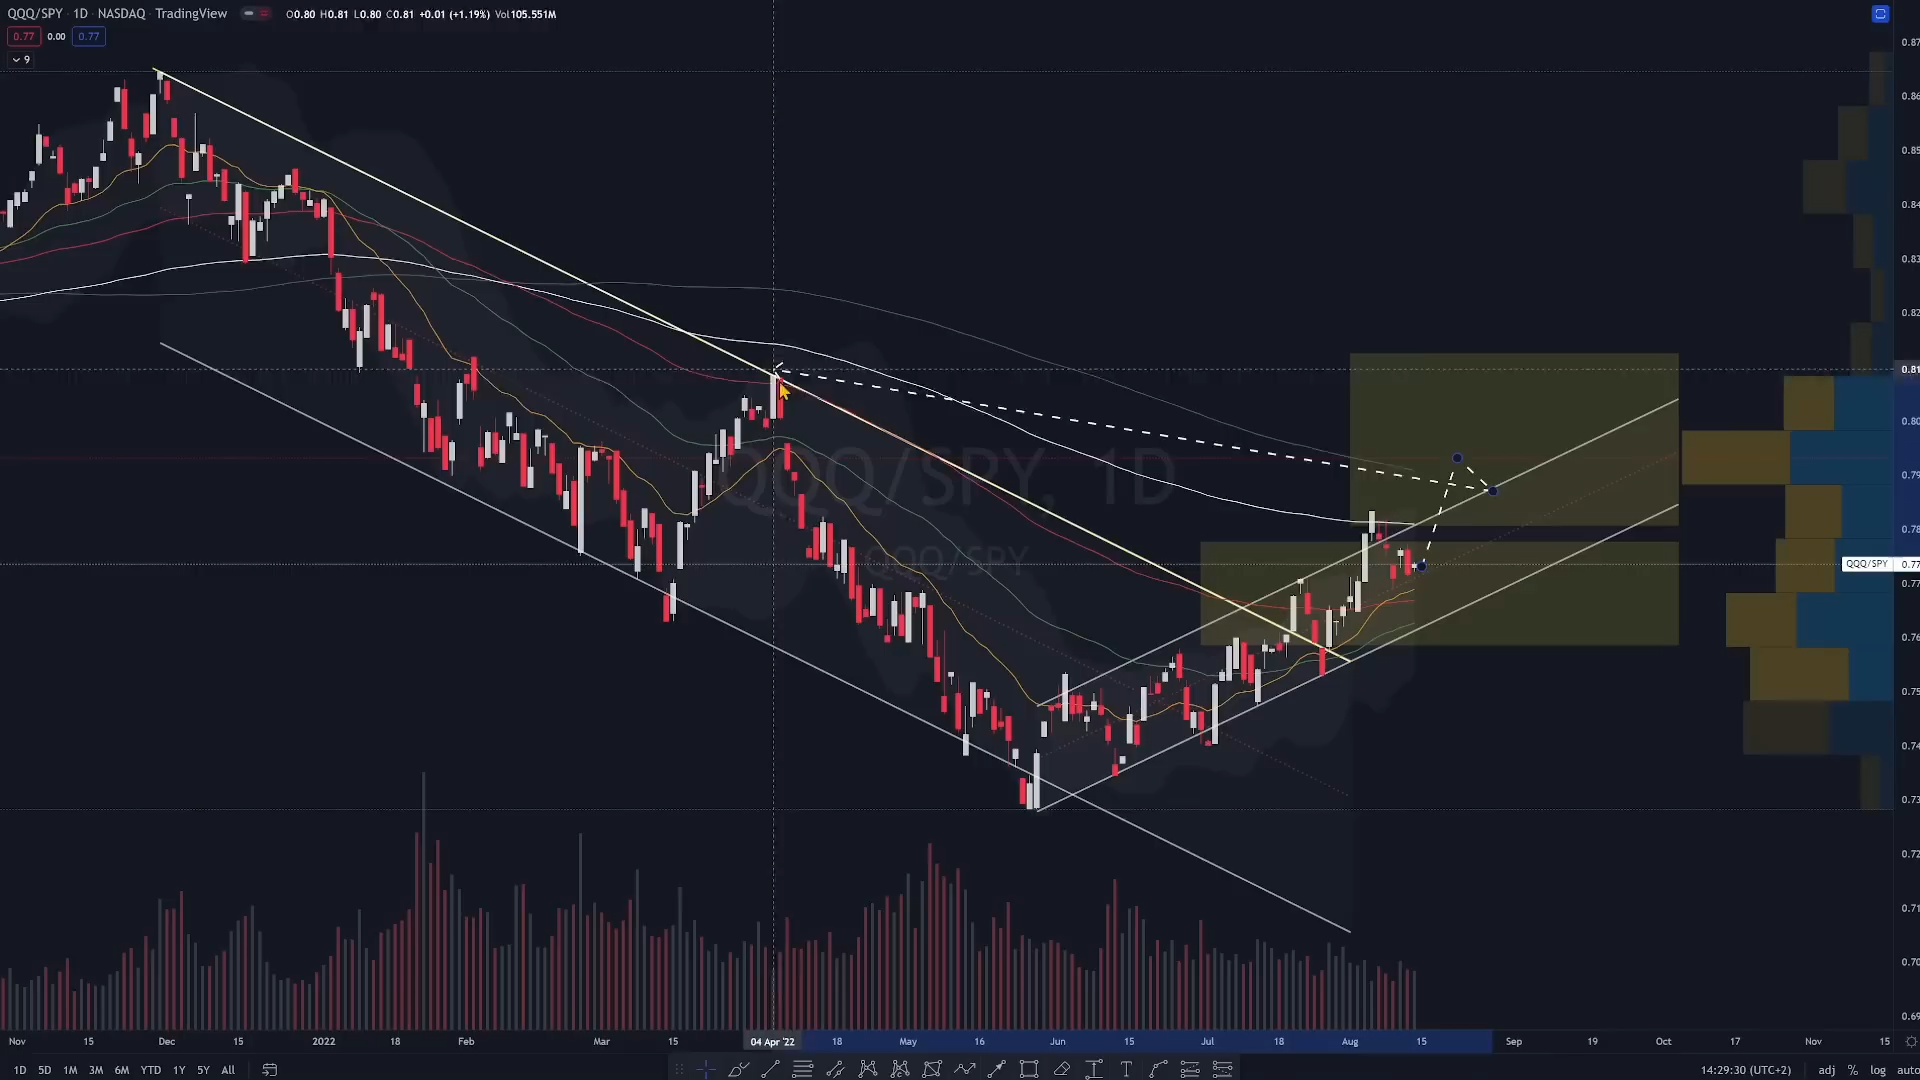 QQQ/SPY · 1D · NASDAQ · TradingView O0.80 H0.81 L0.80 C0.81 +0.01 (+1.19%) Vol105.551M
0.77 0.00 0.77
9
0.87
0.86
0.85
0.84
0.83
0.82
0.81
0.80
0.79
0.78
QQQ/SPY 0.77
0.77
0.76
0.75
0.74
0.73
0.72
0.71
0.70
0.69
QQQ/SPY, 1D
QQQ/SPY
Nov 15 Dec 15 2022 18 Feb Mar 15 04 Apr '22 18 May 16 Jun 15 Jul 18 Aug 15 Sep 19 Oct 17 Nov 15
1D 5D 1M 3M 6M YTD 1Y 5Y All T 14:29:30 (UTC+2) adj % log auto